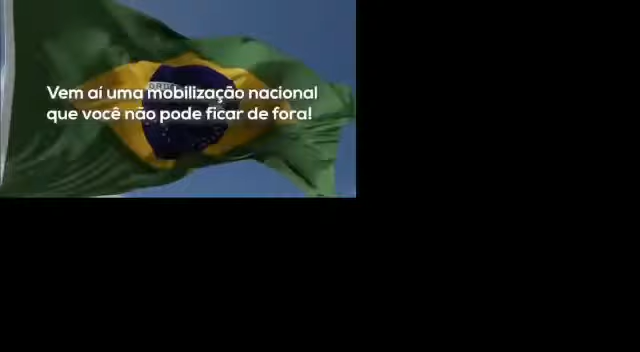 Vem aí uma mobilização nacional
que você não pode ficar de fora!